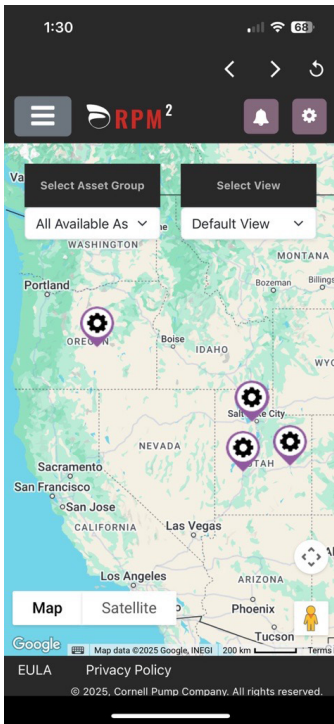 1:30
68
RPM²
Select Asset Group
Select View
All Available As
Default View
WASHINGTON
MONTANA
Portland
Bozeman
Billings
OREGON
Boise
IDAHO
Salt Lake City
NEVADA
UTAH
Sacramento
San Francisco
San Jose
CALIFORNIA
Las Vegas
Los Angeles
ARIZONA
Map
Satellite
Phoenix
Tucson
Google
Map data ©2025 Google, INEGI
200 km
Terms
EULA
Privacy Policy
© 2025, Cornell Pump Company. All rights reserved.